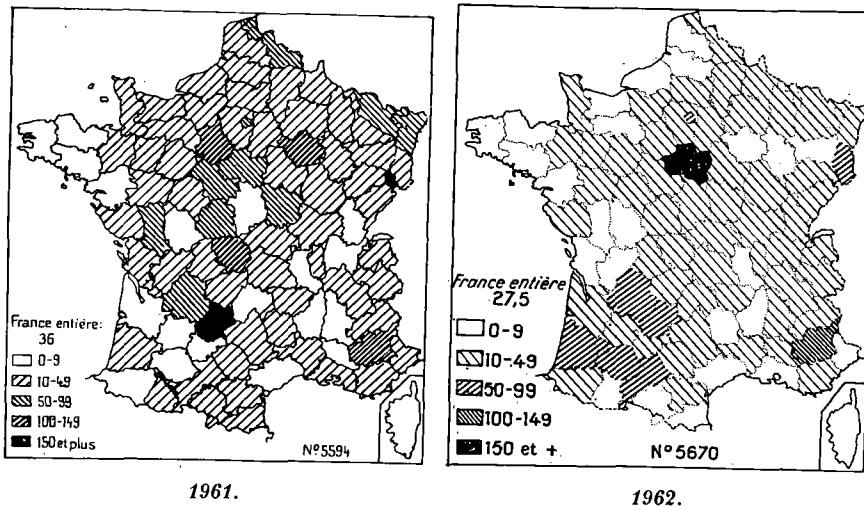 France entière:
36
0-9
10-49
50-99
100-149
150 et plus
N°5594
1961.
France entière
27,5
0-9
10-49
50-99
100-149
150 et +
N°5670
1962.